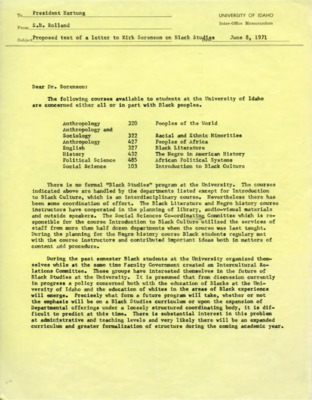 To President Hartung
UNIVERSITY OF IDAHO
From S.H. Rolland
Inter-Office Memorandum
Subject Proposed text of a letter to Kirk Sorensen on Black Studies
June 8, 1971
Dear Dr. Sorenson:
The following courses available to students at the University of Idaho
are concerned either all or in part with Black peoples.
Anthropology 220 Peoples of the World
Anthropology and
Sociology 332 Racial and Ethnic Minorities
Anthropology 427 Peoples of Africa
English 327 Black Literature
History 432 The Negro in American History
Political Science 485 African Political Systems
Social Science 103 Introduction to Black Culture
There is no formal "Black Studies" program at the University. The courses
indicated above are handled by the departments listed except for Introduction
to Black Culture, which is an interdisciplinary course. Nevertheless there has
been some coordination of effort. The Black Literature and Negro history course
instructors have cooperated in the planning of library, audiovisual materials
and outside speakers. The Social Sciences Co-ordinating Committee which is re-
sponsible for the course Introduction to Black Culture utilized the services of
staff from more than half dozen departments when the course was last taught.
During the planning for the Negro history course Black students regulary met
with the course instructors and contributed important ideas both in matters of
content and procedure.
During the past semester Black students at the University organized them-
selves while at the same time Faculty Government created an Intercultural Re-
lations Committee. These groups have interested themselves in the future of
Black Studies at the University. It is presumed that from discussion currently
in progress a policy concerned both with the education of Blacks at the Uni-
versity of Idaho and the education of whites in the areas of Black experience
will emerge. Precisely what form a future program will take, whether or not
the emphasis will be on a Black Studies curriculum or upon the expansion of
Departmental offerings under a loosely structured coordinating body, it is dif-
ficult to predict at this time. There is substantial interest in this problem
at administrative and teaching levels and very likely there will be an expanded
curriculum and greater formalization of structure during the coming academic year.